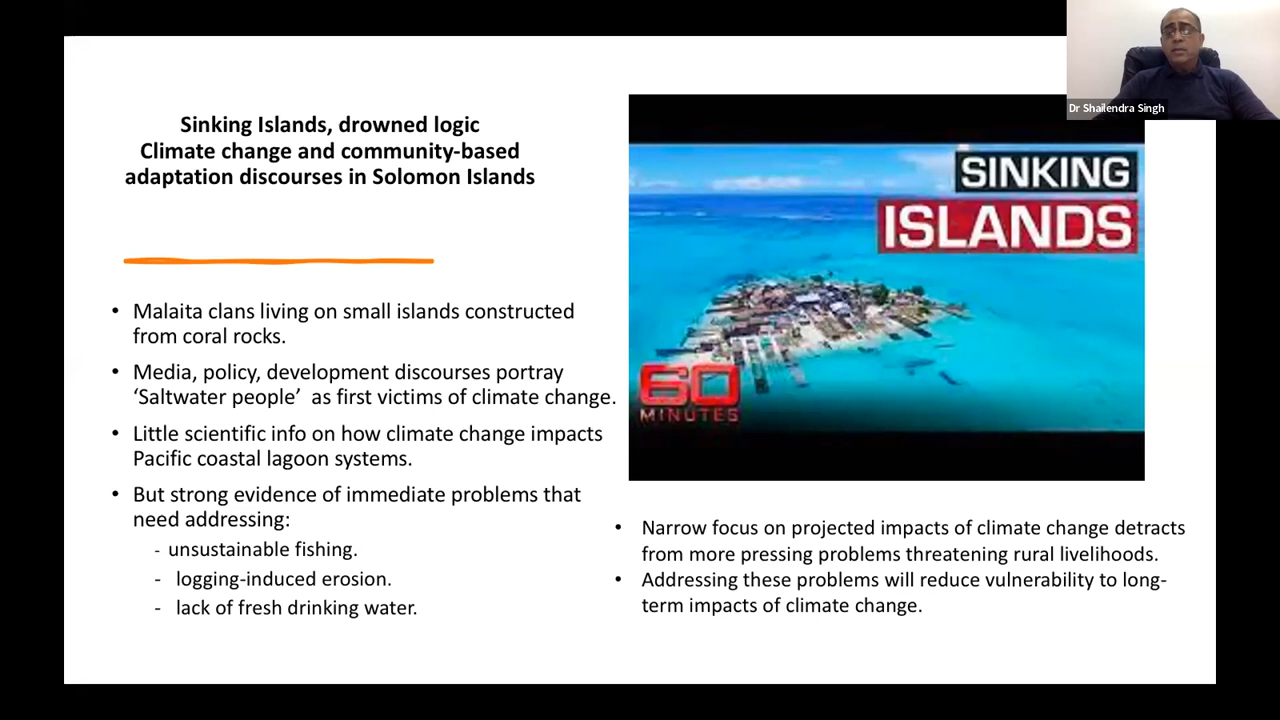 Dr Shailendra Singh
Sinking Islands, drowned logic
Climate change and community-based
adaptation discourses in Solomon Islands
• Malaita clans living on small islands constructed
from coral rocks.
• Media, policy, development discourses portray
‘Saltwater people’ as first victims of climate change.
• Little scientific info on how climate change impacts
Pacific coastal lagoon systems.
• But strong evidence of immediate problems that
need addressing:
- unsustainable fishing.
- logging-induced erosion.
- lack of fresh drinking water.
SINKING
ISLANDS
60
MINUTES
• Narrow focus on projected impacts of climate change detracts
from more pressing problems threatening rural livelihoods.
• Addressing these problems will reduce vulnerability to long-
term impacts of climate change.